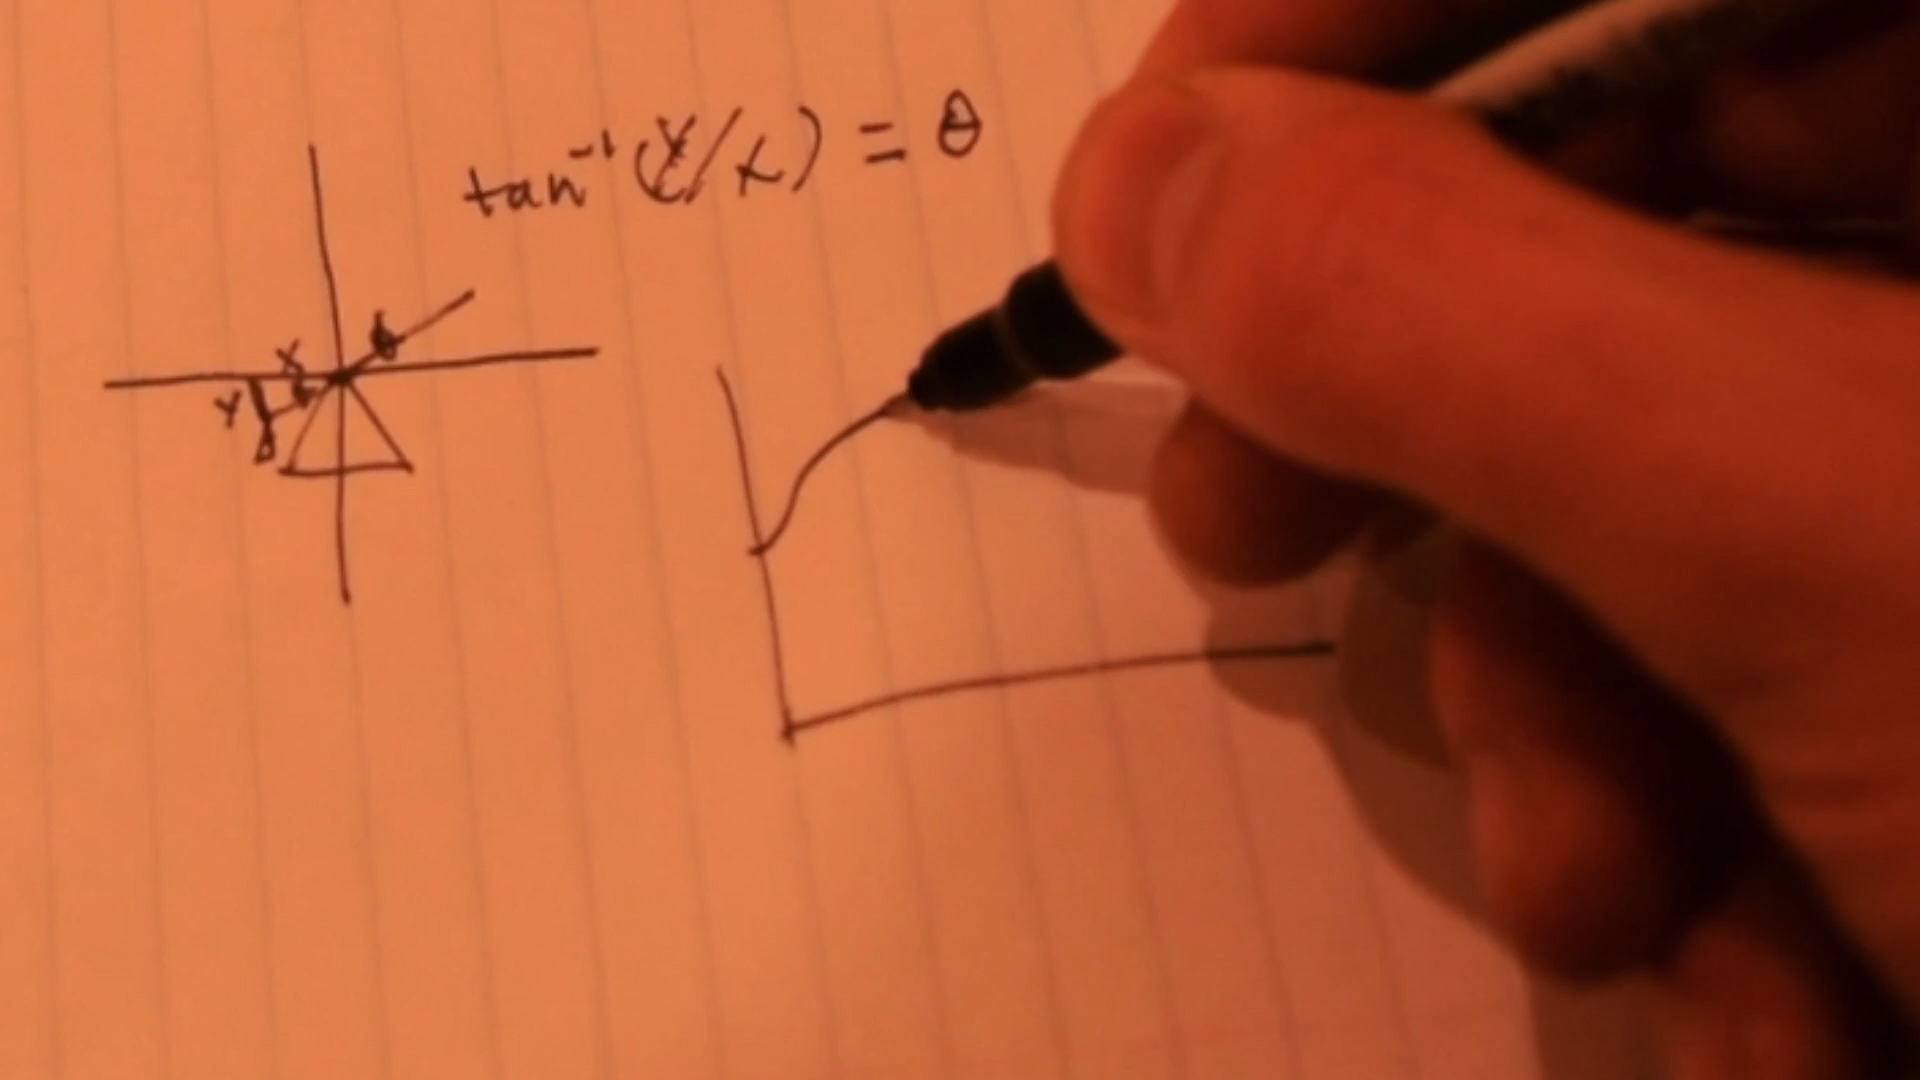 tan⁻¹(Y/X) = θ
X
θ
Y